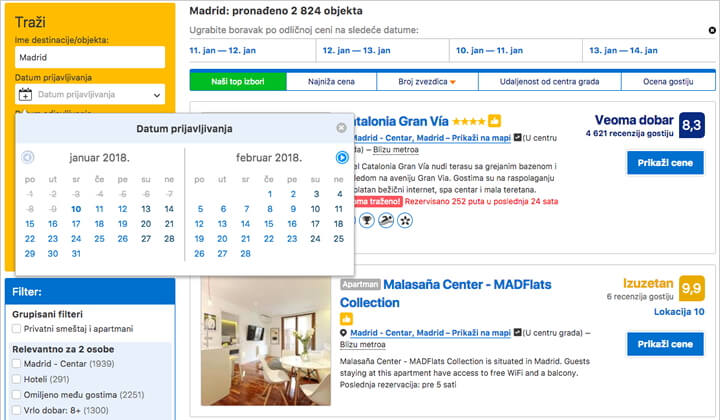 Traži
Ime destinacije/objekta:
Madrid
Datum prijavljivanja
Datum prijavljivanja
Datum prijavljivanja
januar 2018.
februar 2018.
po ut sr če pe su ne
po ut sr če pe su ne
1 2 3 4 5 6 7
1 2 3 4
8 9 10 11 12 13 14
5 6 7 8 9 10 11
15 16 17 18 19 20 21
12 13 14 15 16 17 18
22 23 24 25 26 27 28
19 20 21 22 23 24 25
29 30 31
26 27 28
Filter:
Grupisani filteri
Privatni smeštaj i apartmani
Relevantno za 2 osobe
Madrid - Centar (1939)
Hoteli (291)
Omiljeno među gostima (2251)
Vrlo dobar: 8+ (1300)
Madrid: pronađeno 2 824 objekta
Ugrabite boravak po odličnoj ceni na sledeće datume:
11. jan — 12. jan
12. jan — 13. jan
10. jan — 11. jan
13. jan — 14. jan
Naši top izbori
Najniža cena
Broj zvezdica
Udaljenost od centra grada
Ocena gostiju
atalonia Gran Vía
Veoma dobar 8,3
4 621 recenzija gostiju
Madrid - Centar, Madrid – Prikaži na mapi (U centru
grada) – Blizu metroa
el Catalonia Gran Vía nudi terasu sa grejanim bazenom i
ledom na aveniju Gran Via. Gostima su na raspolaganju
platan bežični internet, spa centar i mala teretana.
oma traženo! Rezervisano 252 puta u poslednja 24 sata
Prikaži cene
Apartman Malasaña Center - MADFlats
Collection
Izuzetan 9,9
6 recenzija gostiju
Lokacija 10
Madrid - Centar, Madrid – Prikaži na mapi (U centru grada) –
Blizu metroa
Malasaña Center - MADFlats Collection is situated in Madrid. Guests
staying at this apartment have access to free WiFi and a balcony.
Poslednja rezervacija: pre 5 sati
Prikaži cene